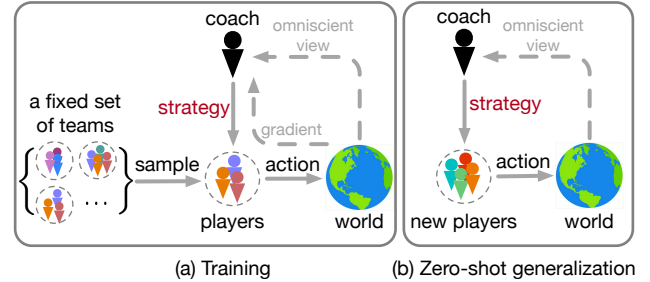 coach
omniscient
view
a fixed set
of teams
strategy
gradient
sample
action
...
players
world
(a) Training
coach
omniscient
view
strategy
action
new players
world
(b) Zero-shot generalization